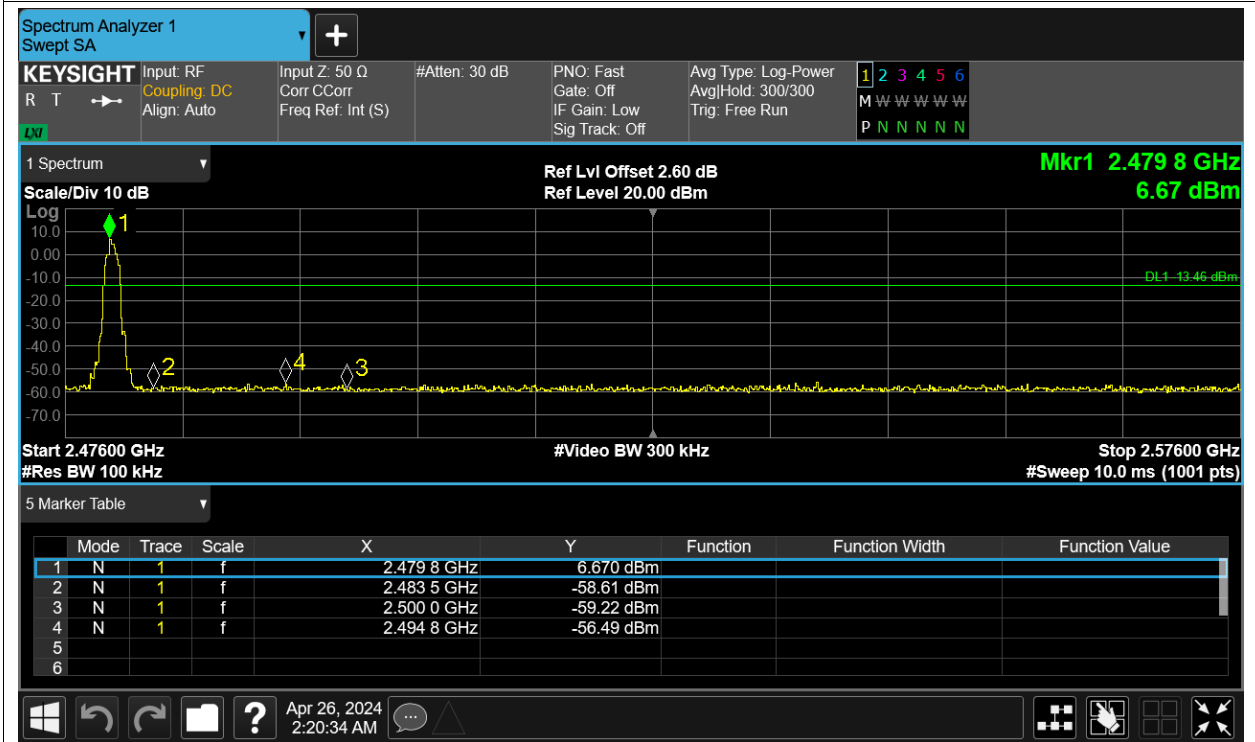 Spectrum Analyzer 1
Swept SA
+
KEYSIGHT Input: RF Input Z: 50 Ω #Atten: 30 dB PNO: Fast Avg Type: Log-Power 1 2 3 4 5 6
R T Coupling: DC Corr CCorr Gate: Off Avg|Hold: 300/300 M W W W W W
Align: Auto Freq Ref: Int (S) IF Gain: Low Trig: Free Run
LXI Sig Track: Off P N N N N N
1 Spectrum Ref Lvl Offset 2.60 dB Mkr1 2.479 8 GHz
Scale/Div 10 dB Ref Level 20.00 dBm 6.67 dBm
Log
1
10.0
0.00
-10.0 DL1 -13.46 dBm
-20.0
-30.0
-40.0
-50.0 2 4 3
-60.0
-70.0
Start 2.47600 GHz #Video BW 300 kHz Stop 2.57600 GHz
#Res BW 100 kHz #Sweep 10.0 ms (1001 pts)
5 Marker Table
Mode Trace Scale X Y Function Function Width Function Value
1 N 1 f 2.479 8 GHz 6.670 dBm
2 N 1 f 2.483 5 GHz -58.61 dBm
3 N 1 f 2.500 0 GHz -59.22 dBm
4 N 1 f 2.494 8 GHz -56.49 dBm
5
6
? Apr 26, 2024
2:20:34 AM